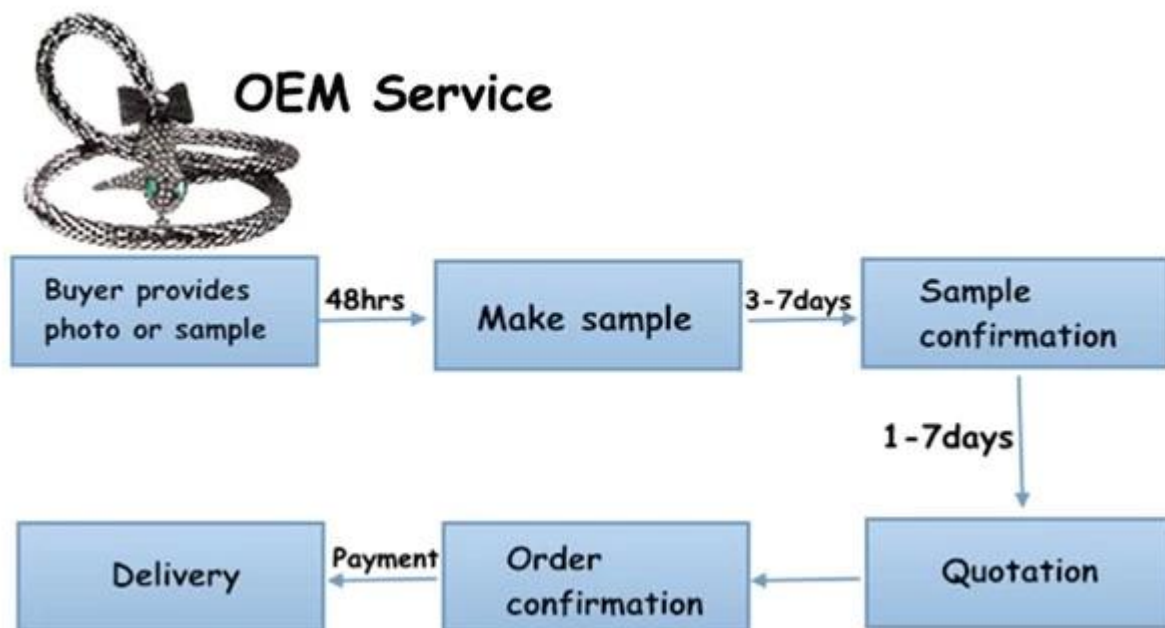 OEM Service
Buyer provides
photo or sample
48hrs
Make sample
3-7days
Sample
confirmation
1-7days
Quotation
Order
confirmation
Payment
Delivery